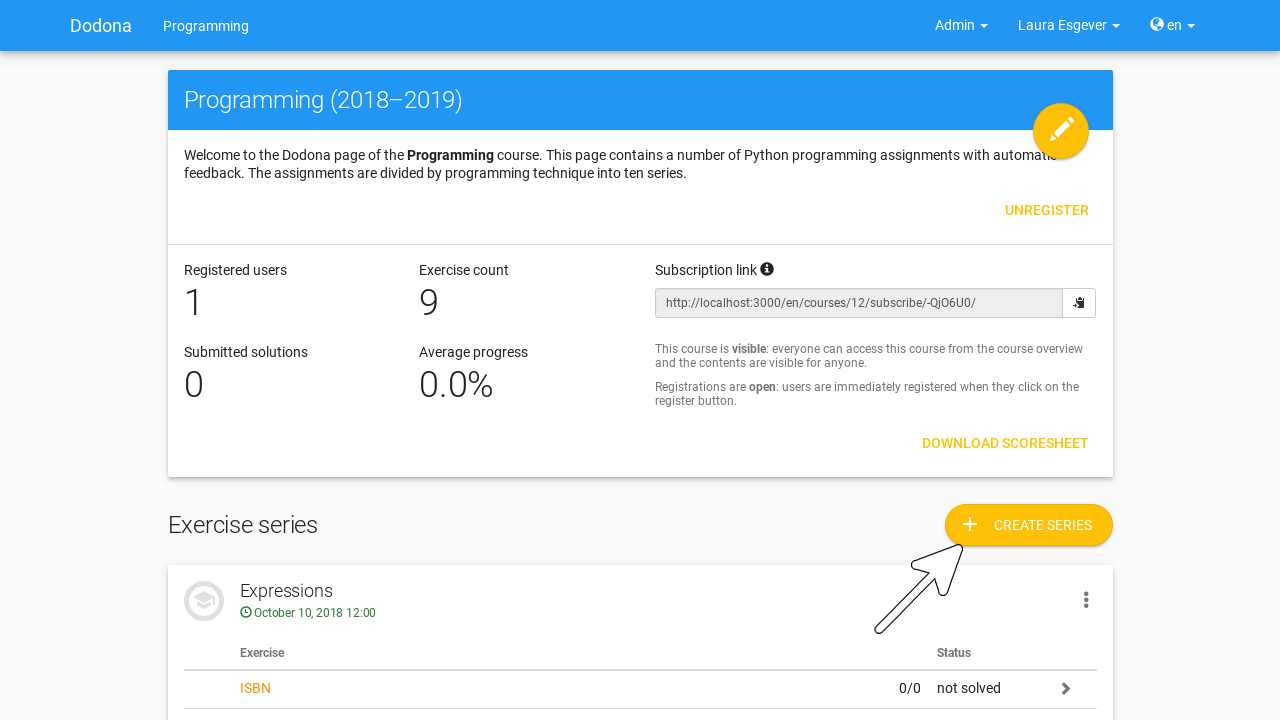 Dodona Programming Admin Laura Esgever en
Programming (2018–2019)
Welcome to the Dodona page of the Programming course. This page contains a number of Python programming assignments with automatic
feedback. The assignments are divided by programming technique into ten series.
UNREGISTER
Registered users
1
Exercise count
9
Submitted solutions
0
Average progress
0.0%
Subscription link
http://localhost:3000/en/courses/12/subscribe/-QjO6U0/
This course is visible: everyone can access this course from the course overview
and the contents are visible for anyone.
Registrations are open: users are immediately registered when they click on the
register button.
DOWNLOAD SCORESHEET
Exercise series
CREATE SERIES
Expressions
October 10, 2018 12:00
Exercise Status
ISBN 0/0 not solved